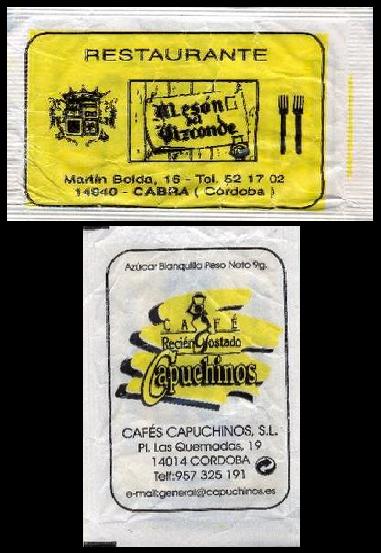 RESTAURANTE
Mesón
del
Vizconde
Martín Belda, 16 - Tel. 52 17 02
14940 - CABRA ( Córdoba )
Azúcar Blanquilla Peso Neto 9g.
CAFÉ
Recién Tostado
Capuchinos
CAFÉS CAPUCHINOS, S.L.
Pl. Las Quemadas, 19
14014 CORDOBA
Telf:957 325 191
e-mail:general@capuchinos.es